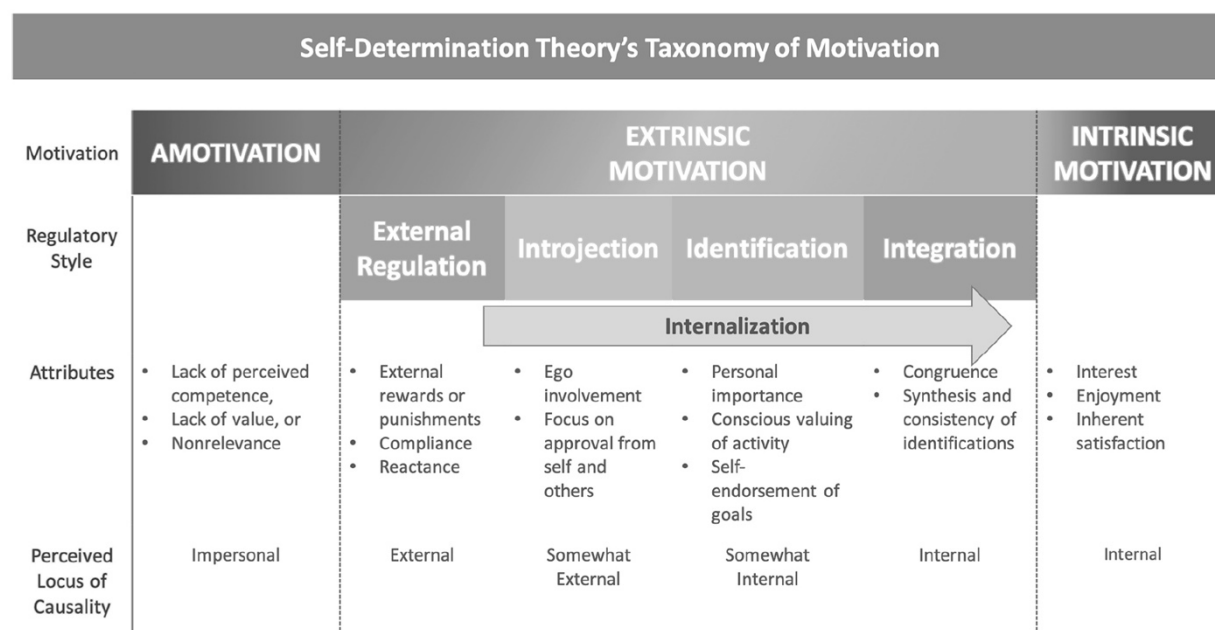 Self-Determination Theory's Taxonomy of Motivation
Motivation
AMOTIVATION
EXTRINSIC
MOTIVATION
INTRINSIC
MOTIVATION
Regulatory
Style
External
Regulation
Introjection
Identification
Integration
Internalization
Attributes
• Lack of perceived
competence,
• Lack of value, or
• Nonrelevance
• External
rewards or
punishments
• Compliance
• Reactance
• Ego
involvement
• Focus on
approval from
self and
others
• Personal
importance
• Conscious valuing
of activity
• Self-
endorsement of
goals
• Congruence
• Synthesis and
consistency of
identifications
• Interest
• Enjoyment
• Inherent
satisfaction
Perceived
Locus of
Causality
Impersonal
External
Somewhat
External
Somewhat
Internal
Internal
Internal